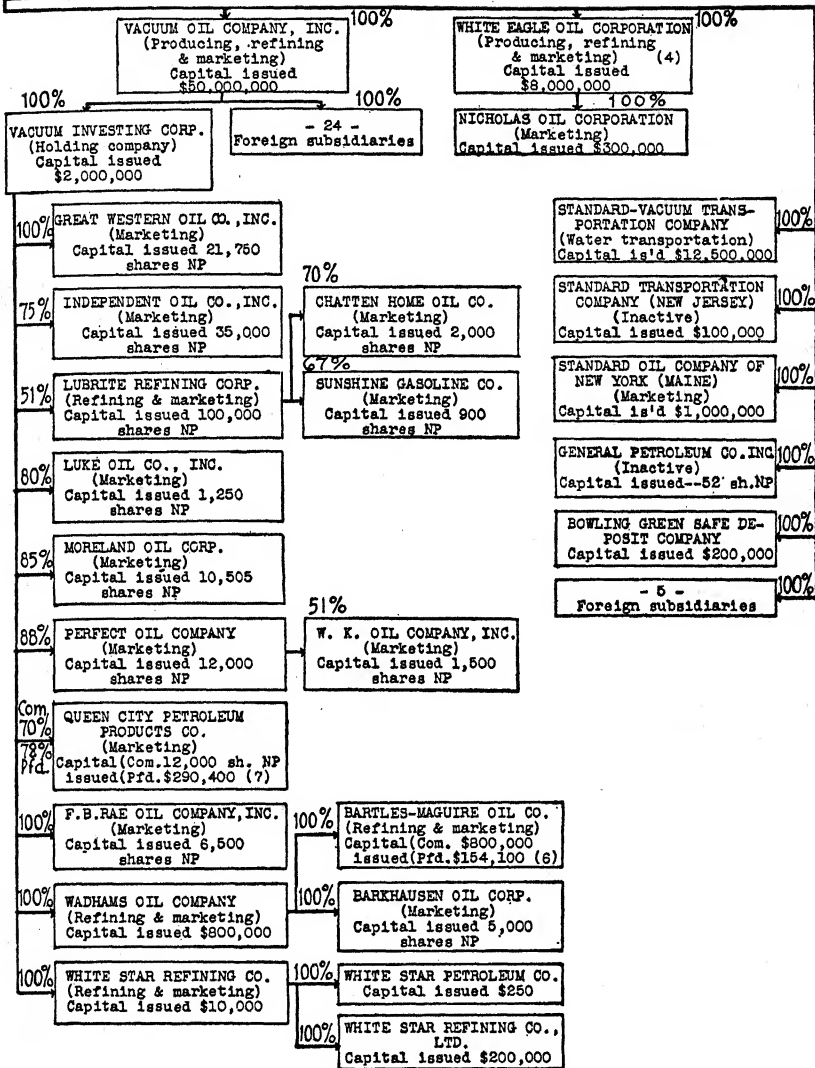 100%
100%
VACUUM OIL COMPANY, INC.
(Producing, refining
& marketing)
Capital issued
$50,000,000
WHITE EAGLE OIL CORPORATION
(Producing, refining
& marketing) (4)
Capital issued
$8,000,000
100%
100%
100%
VACUUM INVESTING CORP.
(Holding company)
Capital issued
$2,000,000
- 24 -
Foreign subsidiaries
NICHOLAS OIL CORPORATION
(Marketing)
Capital issued $300,000
100%
GREAT WESTERN OIL CO.,INC.
(Marketing)
Capital issued 21,750
shares NP
75%
INDEPENDENT OIL CO.,INC.
(Marketing)
Capital issued 35,000
shares NP
70%
CHATTEN HOME OIL CO.
(Marketing)
Capital issued 2,000
shares NP
51%
LUBRITE REFINING CORP.
(Refining & marketing)
Capital issued 100,000
shares NP
67%
SUNSHINE GASOLINE CO.
(Marketing)
Capital issued 900
shares NP
80%
LUKE OIL CO., INC.
(Marketing)
Capital issued 1,250
shares NP
85%
MORELAND OIL CORP.
(Marketing)
Capital issued 10,505
shares NP
88%
PERFECT OIL COMPANY
(Marketing)
Capital issued 12,000
shares NP
51%
W. K. OIL COMPANY, INC.
(Marketing)
Capital issued 1,500
shares NP
Com.
70%
78%
Pfd.
QUEEN CITY PETROLEUM
PRODUCTS CO.
(Marketing)
Capital(Com.12,000 sh. NP
issued(Pfd.$290,400 (7)
100%
F.B.RAE OIL COMPANY,INC.
(Marketing)
Capital issued 6,500
shares NP
100%
BARTLES-MAGUIRE OIL CO.
(Refining & marketing)
Capital(Com. $800,000
issued(Pfd.$154,100 (6)
100%
WADHAMS OIL COMPANY
(Refining & marketing)
Capital issued $800,000
100%
BARKHAUSEN OIL CORP.
(Marketing)
Capital issued 5,000
shares NP
100%
WHITE STAR REFINING CO.
(Refining & marketing)
Capital issued $10,000
100%
WHITE STAR PETROLEUM CO.
Capital issued $250
100%
WHITE STAR REFINING CO.,
LTD.
Capital issued $200,000
STANDARD-VACUUM TRANS-
PORTATION COMPANY
(Water transportation)
Capital is'd $12,500,000
100%
STANDARD TRANSPORTATION
COMPANY (NEW JERSEY)
(Inactive)
Capital issued $100,000
100%
STANDARD OIL COMPANY OF
NEW YORK (MAINE)
(Marketing)
Capital is'd $1,000,000
100%
GENERAL PETROLEUM CO.INC
(Inactive)
Capital issued--52 sh.NP
100%
BOWLING GREEN SAFE DE-
POSIT COMPANY
Capital issued $200,000
100%
- 5 -
Foreign subsidiaries
100%